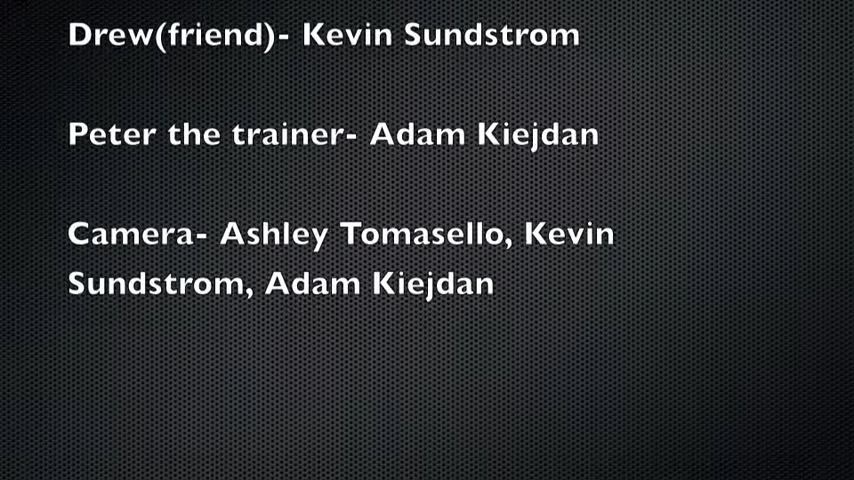 Drew(friend)- Kevin Sundstrom
Peter the trainer- Adam Kiejdan
Camera- Ashley Tomasello, Kevin
Sundstrom, Adam Kiejdan